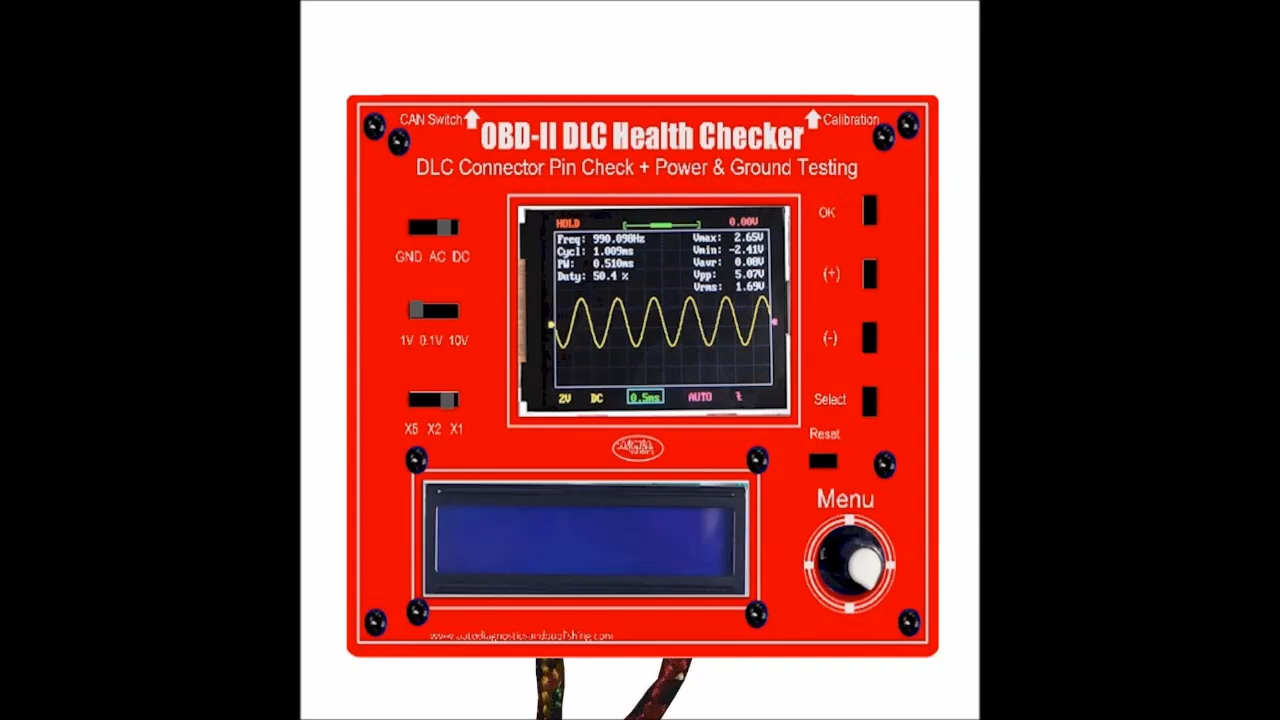 CAN Switch
Calibration
OBD-II DLC Health Checker
DLC Connector Pin Check + Power & Ground Testing
GND AC DC
1V 0.1V 10V
X5 X2 X1
HOLD
0.00V
Freq: 990.098Hz
Cycl: 1.009ms
PW: 0.510ms
Duty: 50.4 %
Vmax: 2.65V
Vmin: -2.41V
Vavr: 0.08V
Vpp: 5.07V
Vrms: 1.69V
2V DC 0.5ms AUTO
OK
(+)
(-)
Select
Reset
Menu
www.autodiagnosticsandpublishing.com